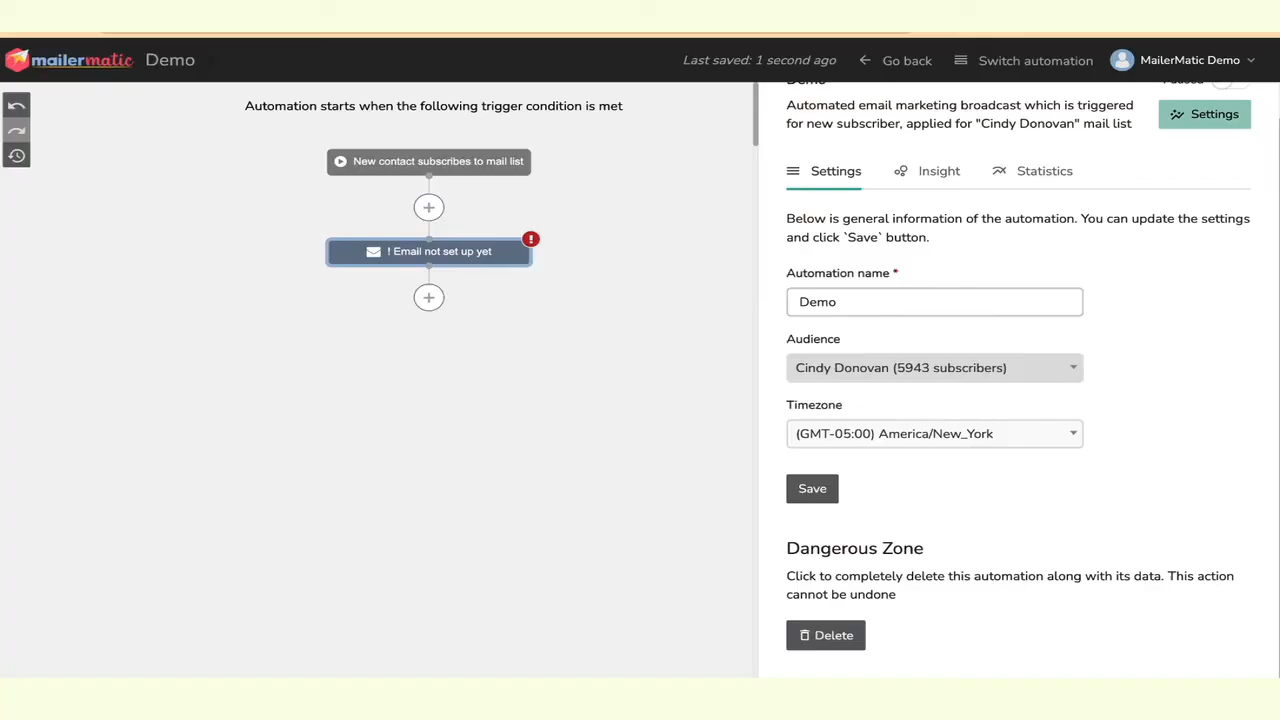 mailermatic Demo Last saved: 1 second ago Go back Switch automation MailerMatic Demo
Automation starts when the following trigger condition is met
New contact subscribes to mail list
! Email not set up yet
!
Demo
Paused
Automated email marketing broadcast which is triggered
for new subscriber, applied for "Cindy Donovan" mail list
Settings
Settings Insight Statistics
Below is general information of the automation. You can update the settings
and click `Save` button.
Automation name *
Demo
Audience
Cindy Donovan (5943 subscribers)
Timezone
(GMT-05:00) America/New_York
Save
Dangerous Zone
Click to completely delete this automation along with its data. This action
cannot be undone
Delete